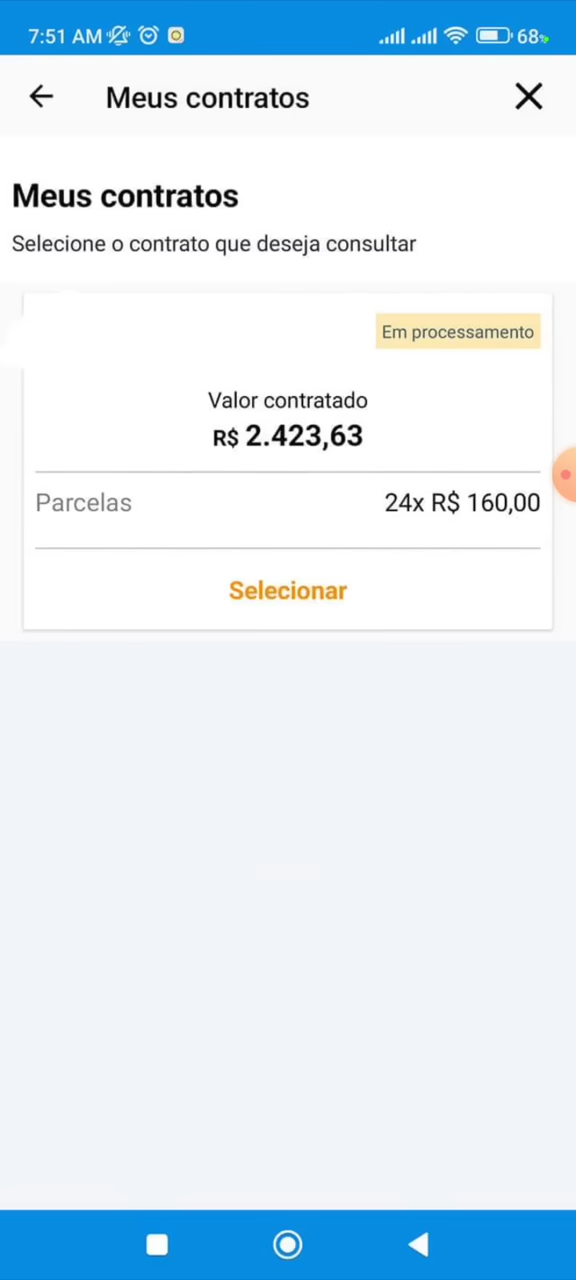 7:51 AM 68
Meus contratos
Meus contratos
Selecione o contrato que deseja consultar
Em processamento
Valor contratado
R$ 2.423,63
Parcelas 24x R$ 160,00
Selecionar